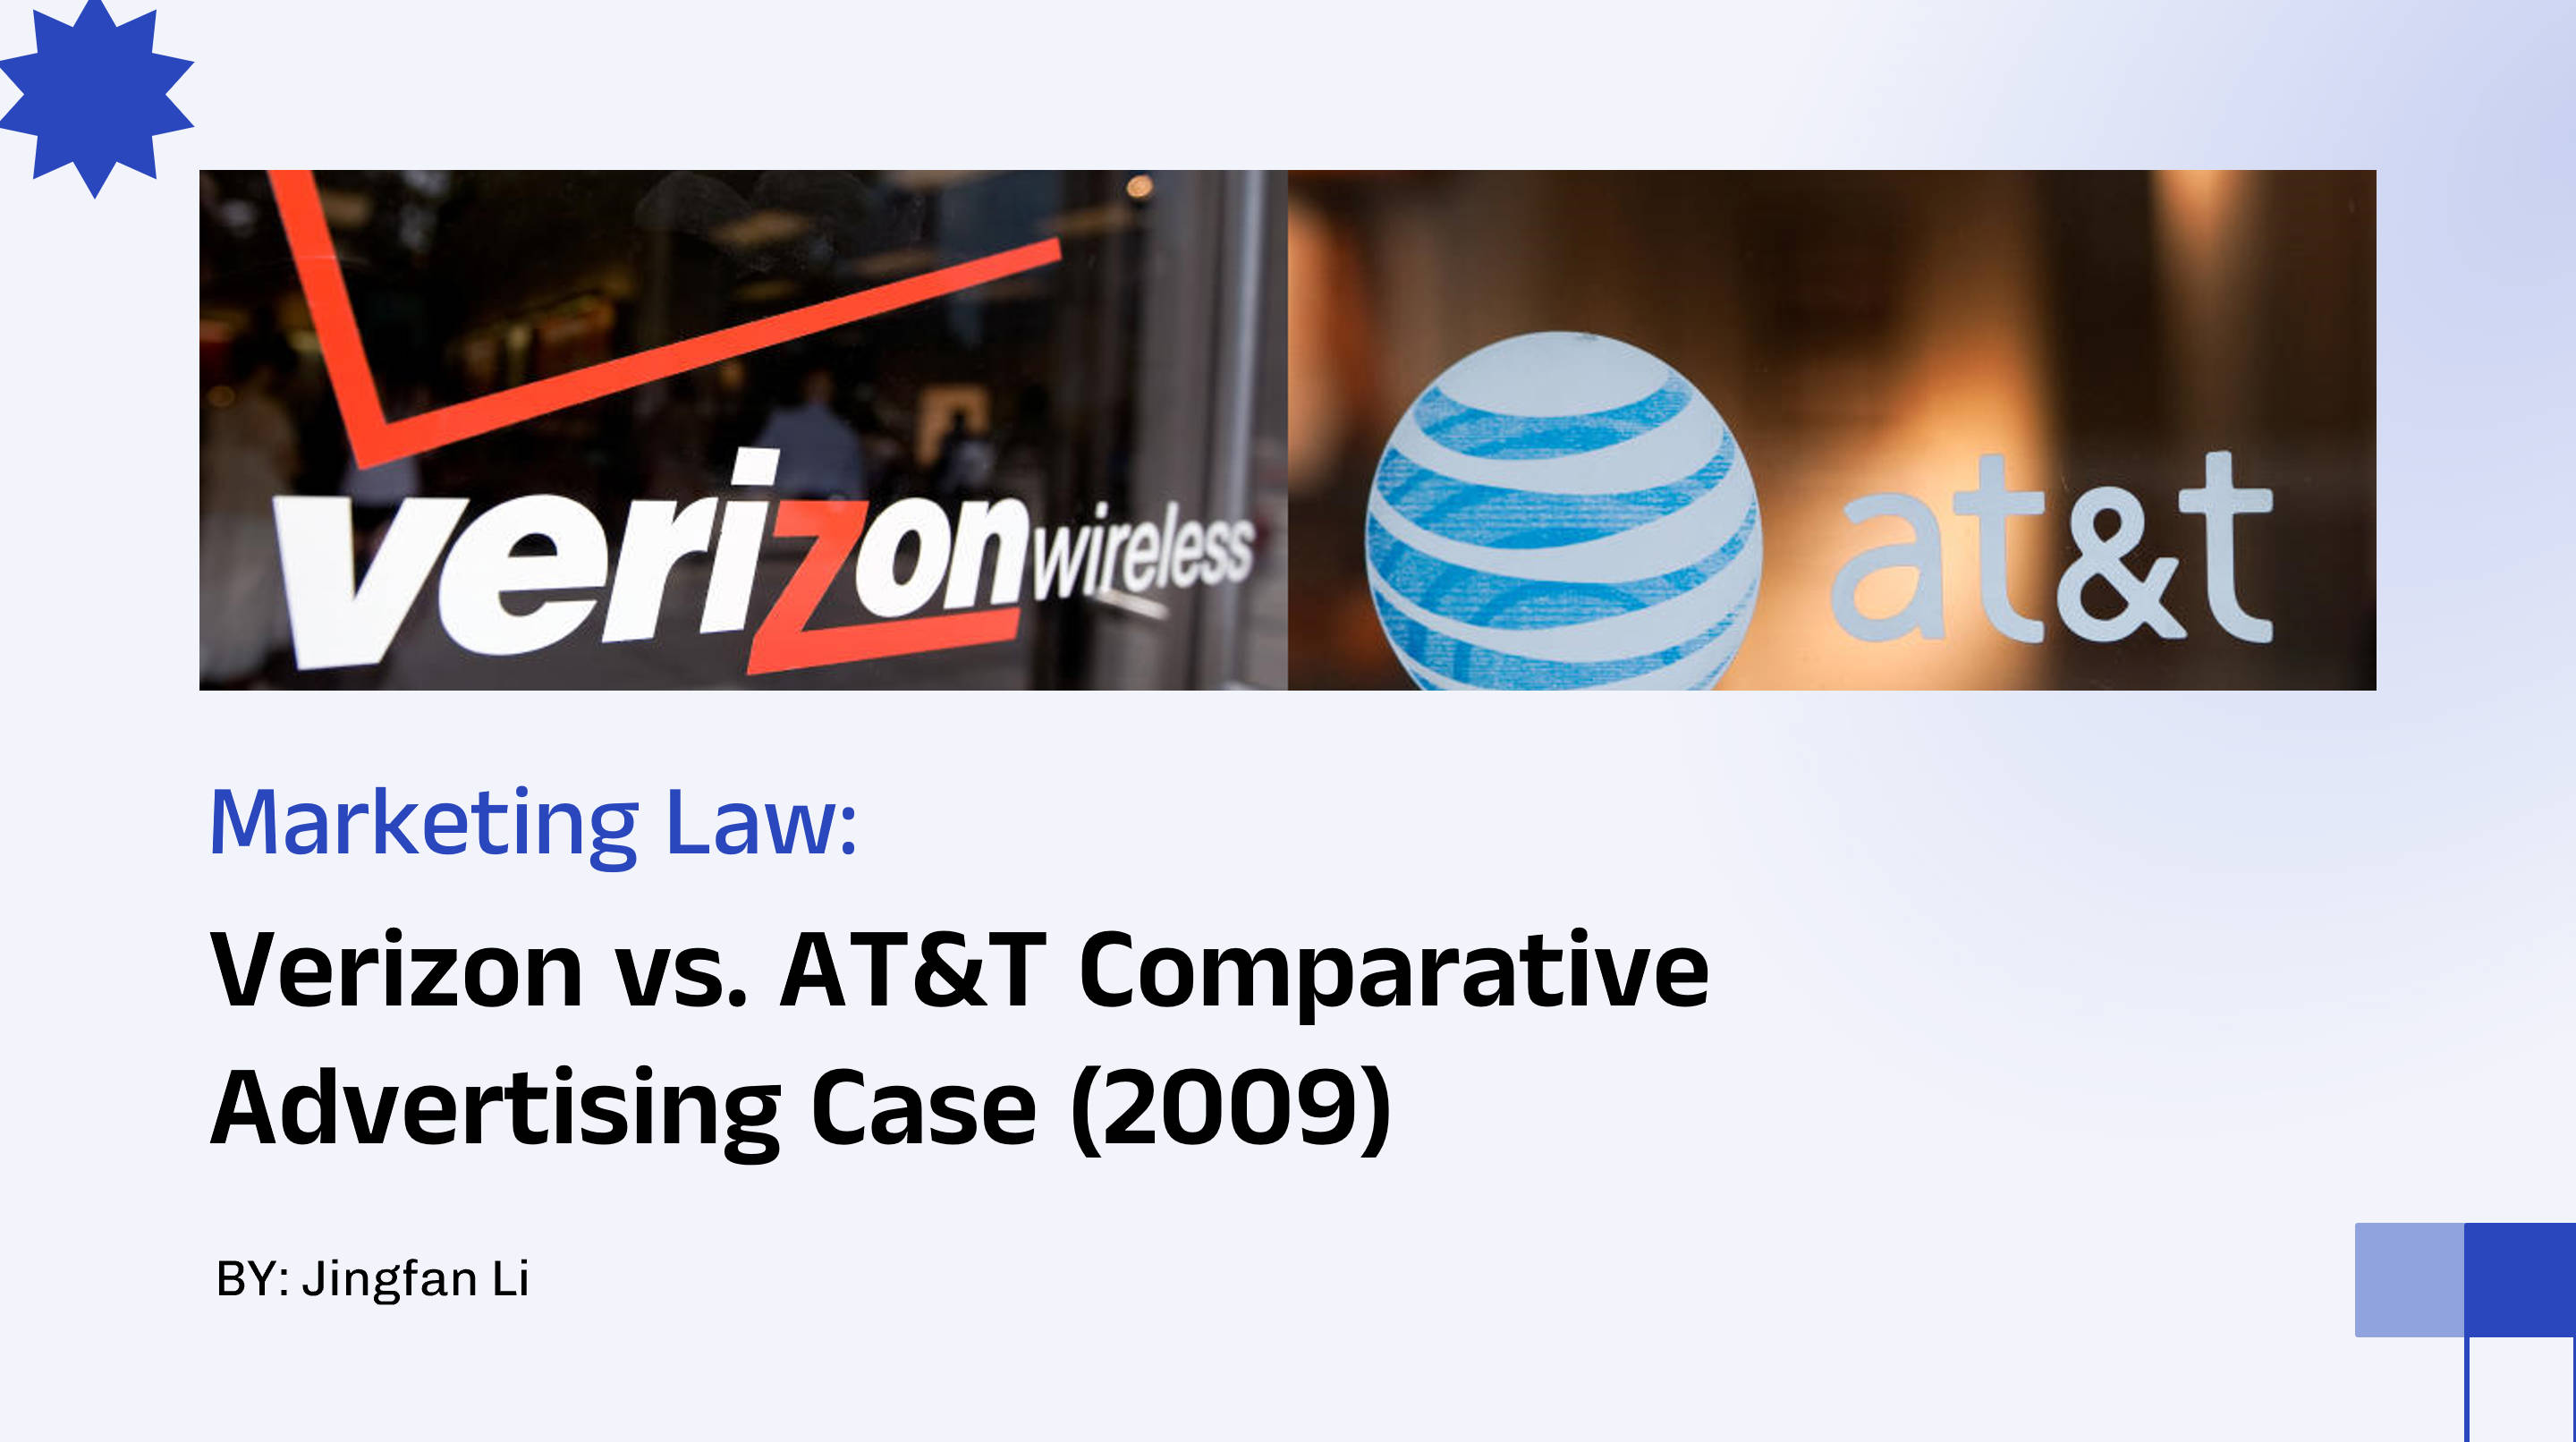 verizon wireless
at&t
Marketing Law:
Verizon vs. AT&T Comparative
Advertising Case (2009)
BY: Jingfan Li